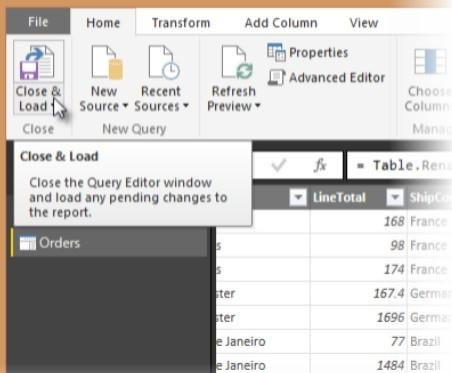 File Home Transform Add Column View
Close & Load
New Source
Recent Sources
Refresh Preview
Properties
Advanced Editor
Choose
Column
Close
New Query
Manag
Close & Load
Close the Query Editor window
and load any pending changes to
the report.
fx = Table.Rena
LineTotal ShipCo
168 France
s 98 France
Orders
s 174 France
ster 167.4 Germa
ster 1696 Germa
e Janeiro 77 Brazil
e Janeiro 1484 Brazil